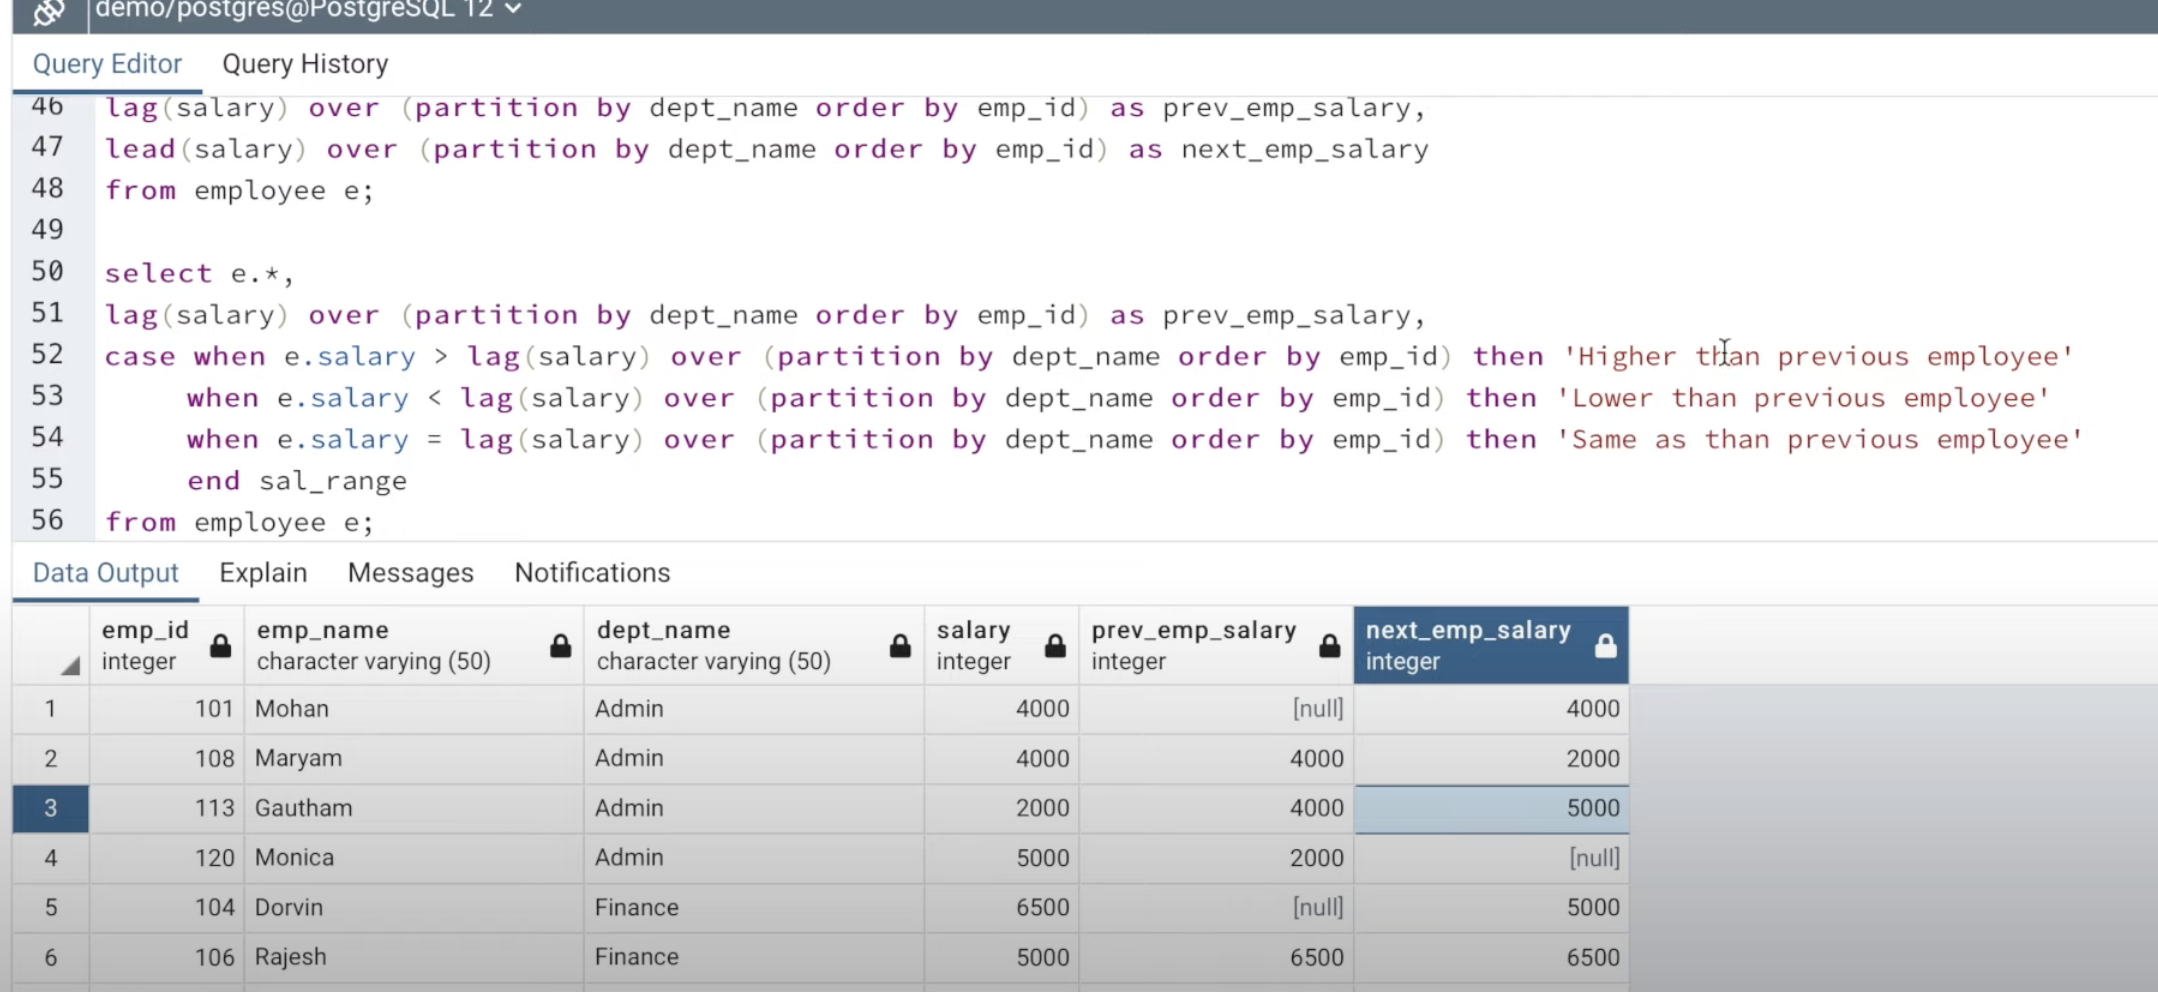 demo/postgres@PostgreSQL 12
Query Editor Query History
46 lag(salary) over (partition by dept_name order by emp_id) as prev_emp_salary,
47 lead(salary) over (partition by dept_name order by emp_id) as next_emp_salary
48 from employee e;
49
50 select e.*,
51 lag(salary) over (partition by dept_name order by emp_id) as prev_emp_salary,
52 case when e.salary > lag(salary) over (partition by dept_name order by emp_id) then 'Higher than previous employee'
53 when e.salary < lag(salary) over (partition by dept_name order by emp_id) then 'Lower than previous employee'
54 when e.salary = lag(salary) over (partition by dept_name order by emp_id) then 'Same as than previous employee'
55 end sal_range
56 from employee e;
Data Output Explain Messages Notifications
emp_id emp_name dept_name salary prev_emp_salary next_emp_salary
integer character varying (50) character varying (50) integer integer integer
1 101 Mohan Admin 4000 [null] 4000
2 108 Maryam Admin 4000 4000 2000
3 113 Gautham Admin 2000 4000 5000
4 120 Monica Admin 5000 2000 [null]
5 104 Dorvin Finance 6500 [null] 5000
6 106 Rajesh Finance 5000 6500 6500